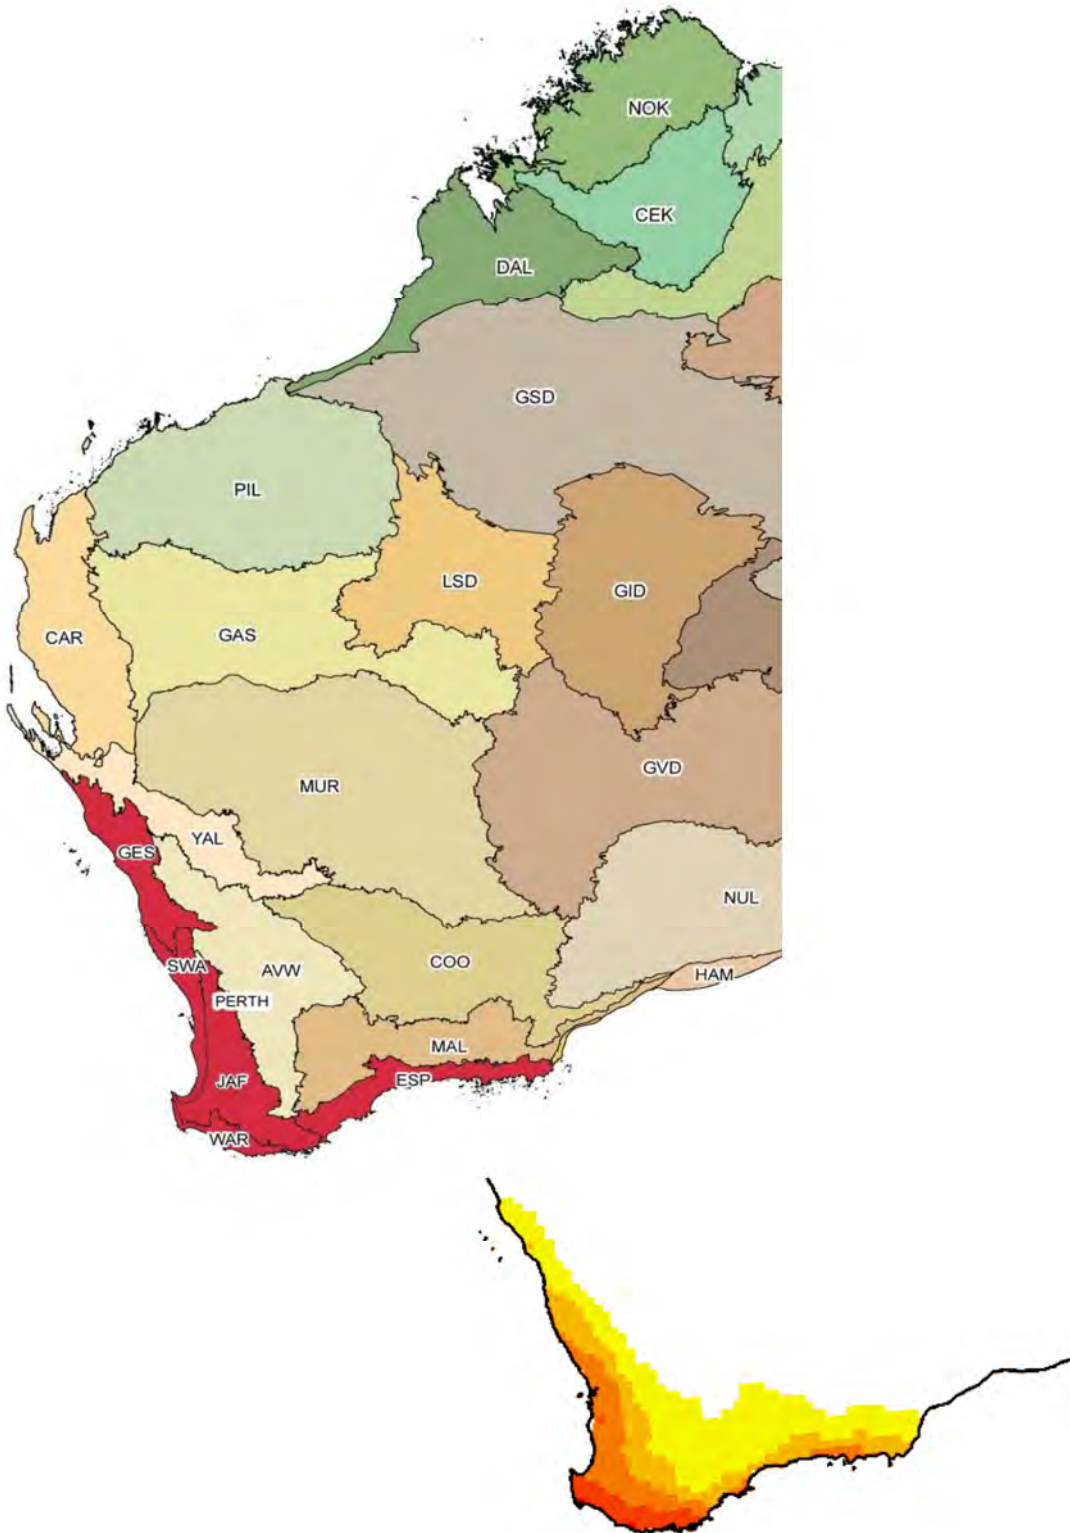 NOK
CEK
DAL
GSD
PIL
LSD
GID
GAS
CAR
GVD
MUR
YAL
GES
NUL
COO
SWA
AVW
HAM
PERTH
MAL
JAF
ESP
WAR